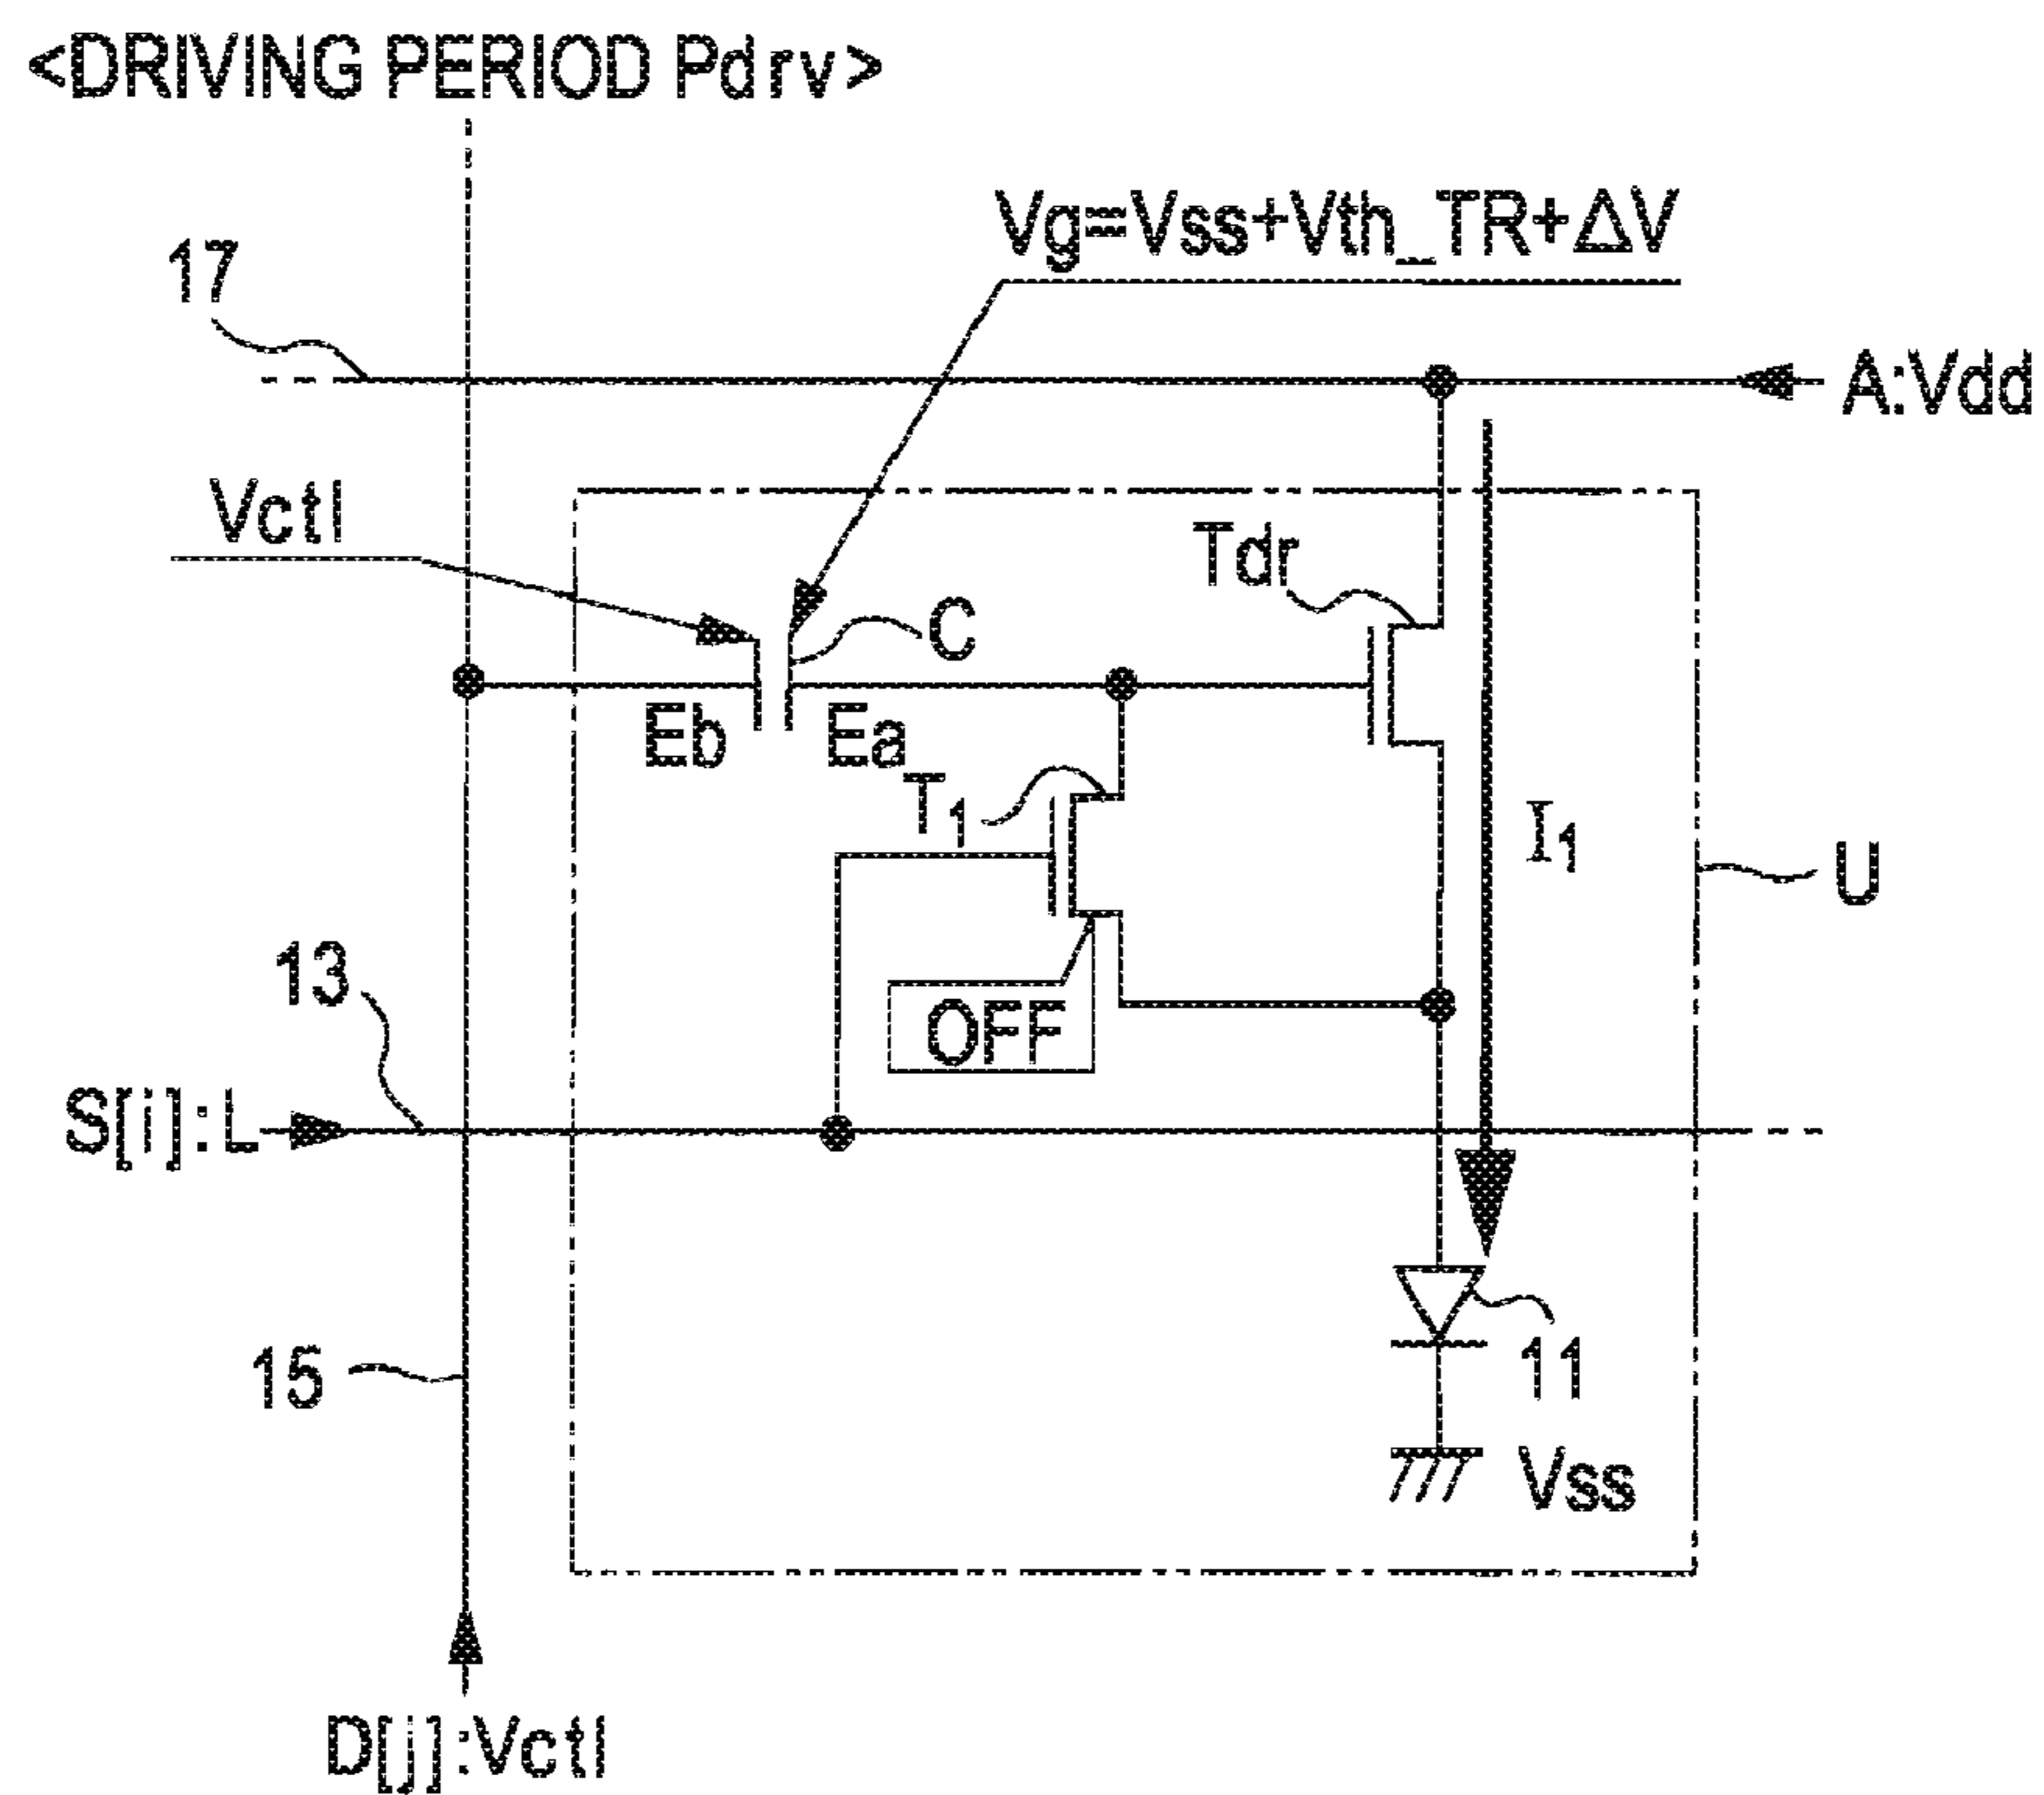 <DRIVING PERIOD Pdrv>
Vg=Vss+Vth_TR+ΔV
17
A:Vdd
Vctl
Tdr
C
Eb
Ea
T1
I1
U
OFF
13
S[i]:L
11
15
Vss
D[j]:Vctl